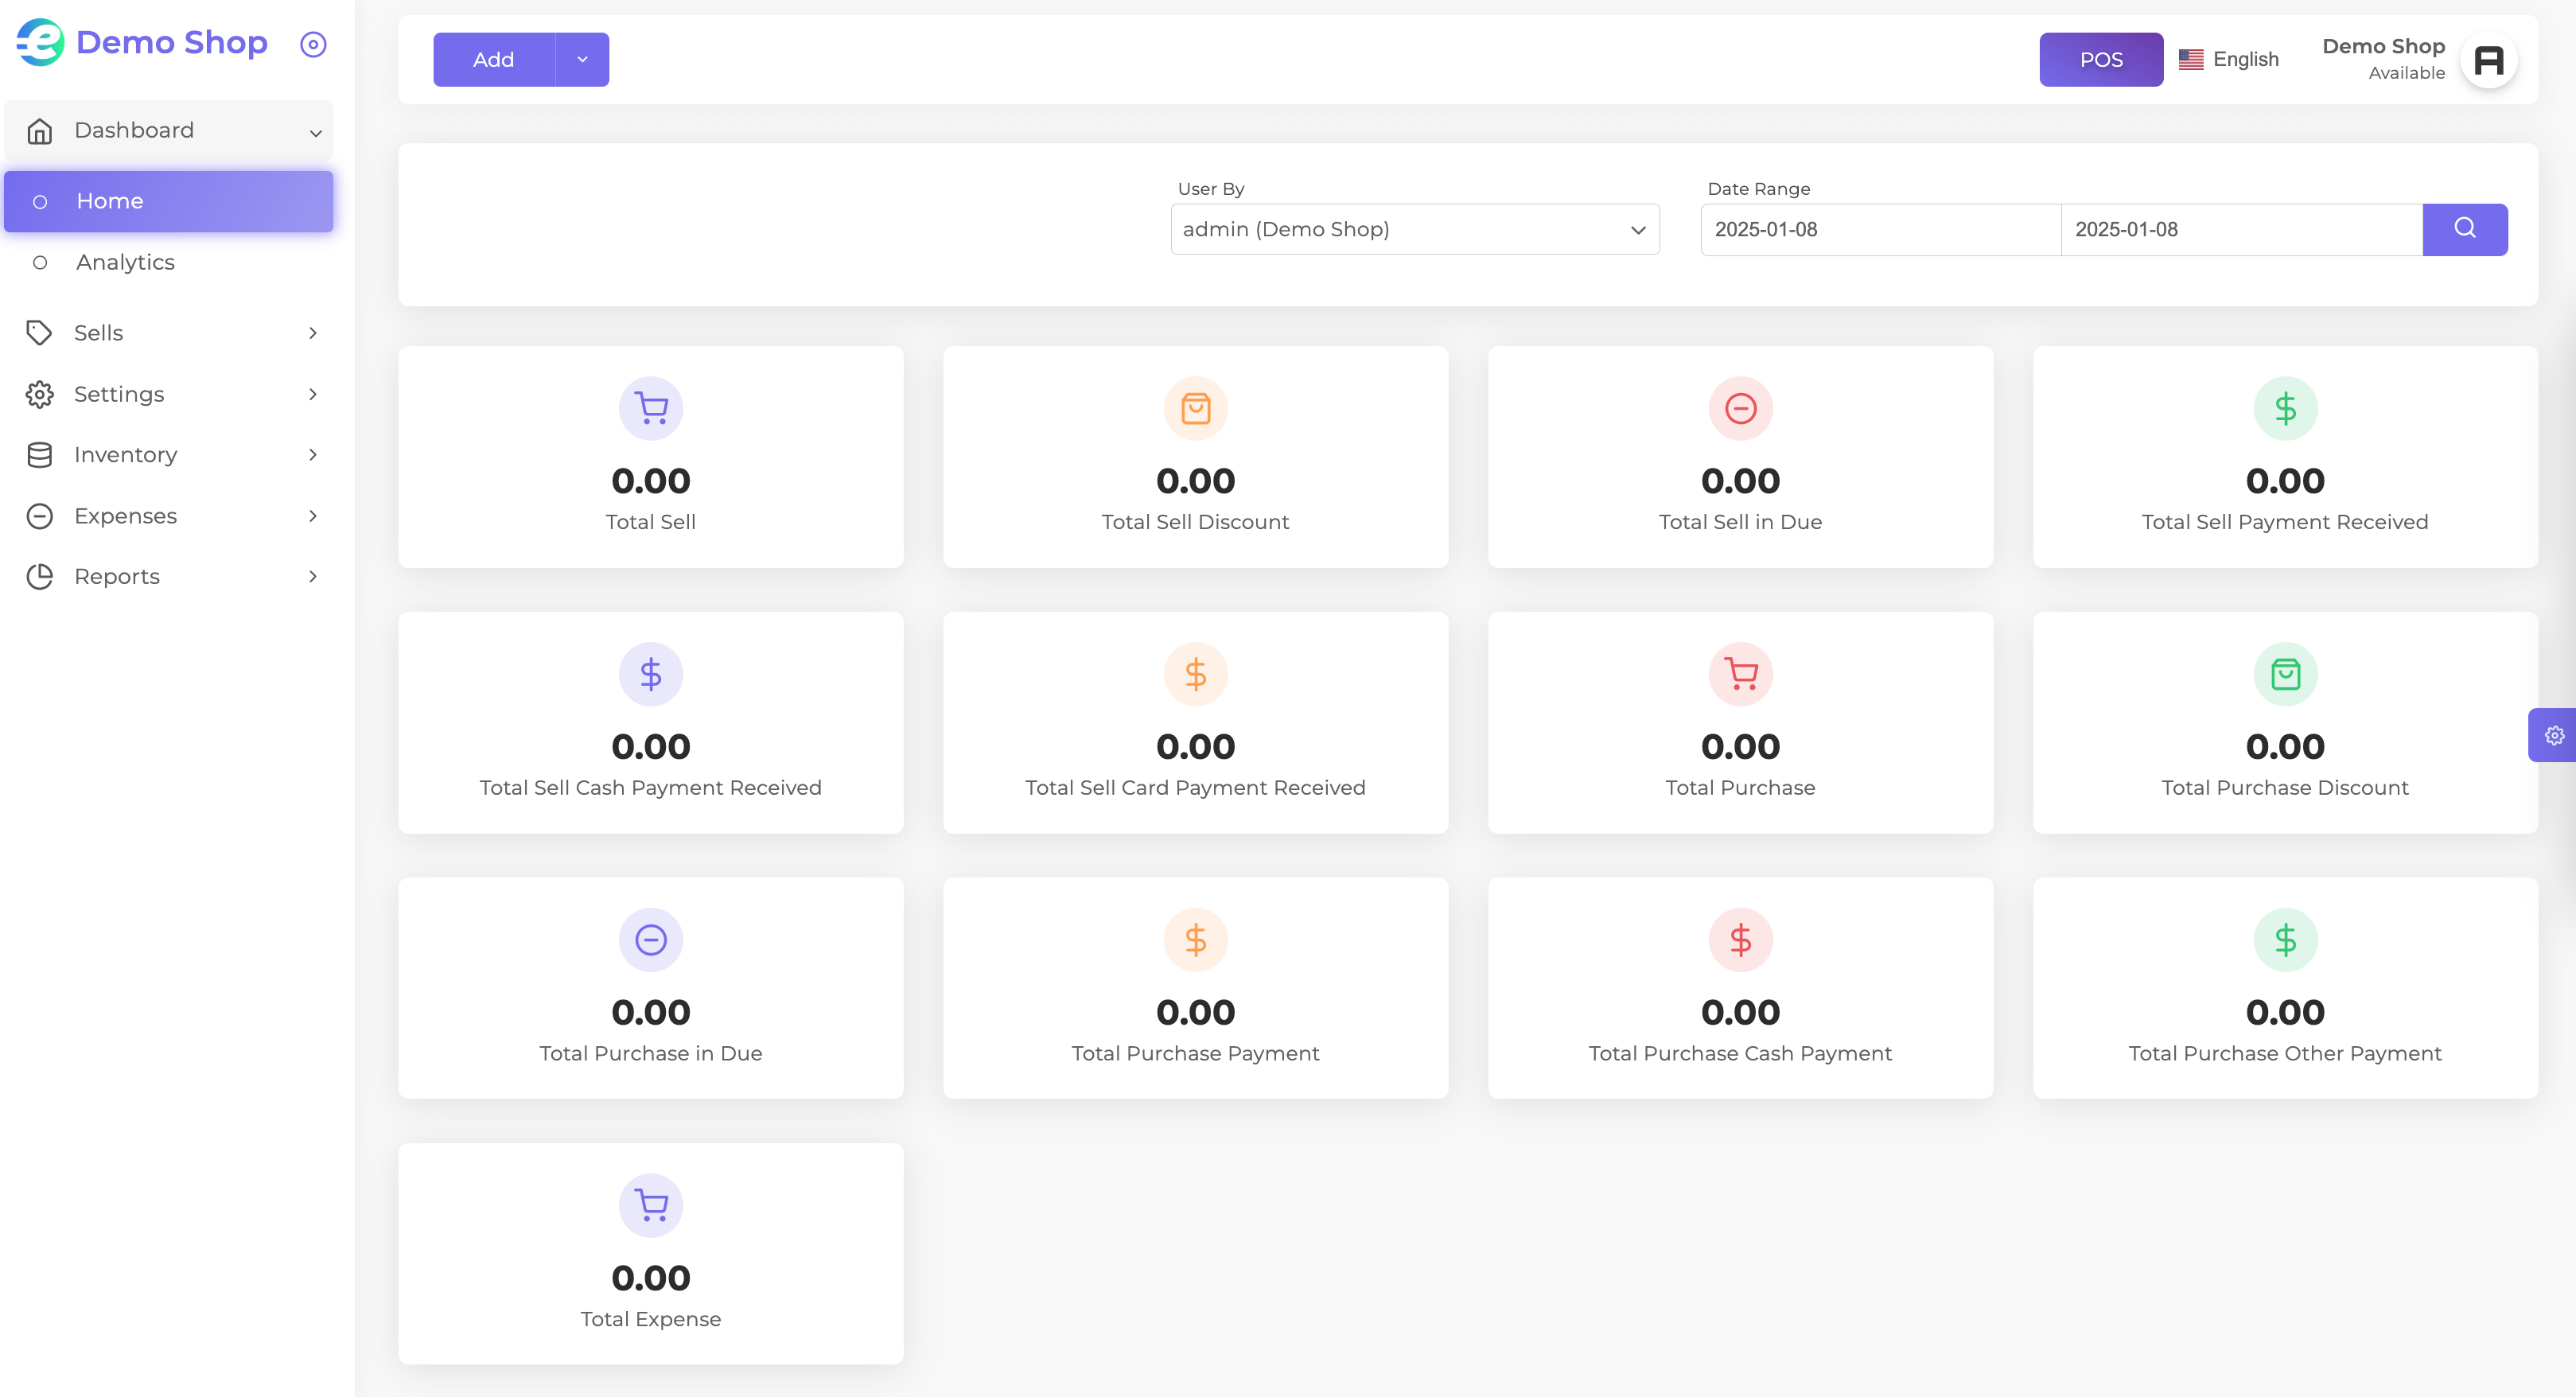 Demo Shop
Dashboard
Home
Analytics
Sells
Settings
Inventory
Expenses
Reports
Add
POS
English
Demo Shop
Available
A
User By
admin (Demo Shop)
Date Range
2025-01-08
2025-01-08
0.00
Total Sell
0.00
Total Sell Discount
0.00
Total Sell in Due
0.00
Total Sell Payment Received
0.00
Total Sell Cash Payment Received
0.00
Total Sell Card Payment Received
0.00
Total Purchase
0.00
Total Purchase Discount
0.00
Total Purchase in Due
0.00
Total Purchase Payment
0.00
Total Purchase Cash Payment
0.00
Total Purchase Other Payment
0.00
Total Expense